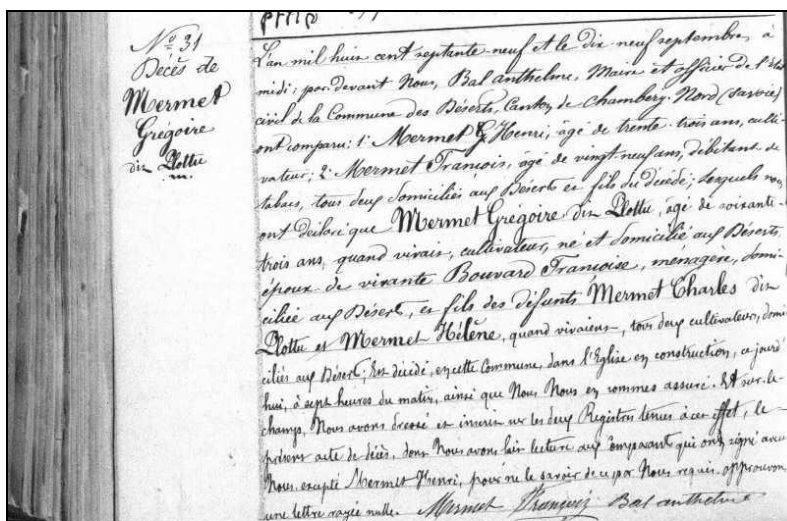 N° 31
Décès de
Mermet
Grégoire
dit Plottu
L'an mil huit cent septante neuf et le dix-neuf septembre, à
midi; par devant Nous, Bal anthelme, Maire et officier de l'Etat
civil de la Commune des Déserts, Canton de Chambéry-Nord (Savoie)
ont comparu: 1° Mermet Henri, âgé de trente-trois ans, culti-
vateur; 2° Mermet François, âgé de vingt neuf ans, débitant de
tabac, tous deux domiciliés aux Déserts et fils du décédé; lesquels nous
ont déclaré que Mermet Grégoire dit Plottu, âgé de soixante-
trois ans, quand vivait, cultivateur, né et domicilié aux Déserts,
époux de vivante Bouvard Françoise, menagère, domi-
ciliée aux Déserts, et fils des défunts Mermet Charles dit
Plottu et Mermet Hélène, quand vivaient, tous deux cultivateurs, domi-
ciliés aux Désert, Est décédé, en cette Commune, dans l'Eglise en construction, ce jourd'
hui, à sept heures du matin, ainsi que Nous Nous en sommes assuré. Et sur-le-
champs, Nous avons dressé et inscrit sur les deux Registres tenus à cet effet, le
présent acte de décès, dont Nous avons fait lecture aux Comparant qui ont signé avec
Nous, excepté Mermet Henri, pour ne le savoir de ce par Nous requis. approuvons
une lettre rayée nulle. Mermet François Bal anthelme